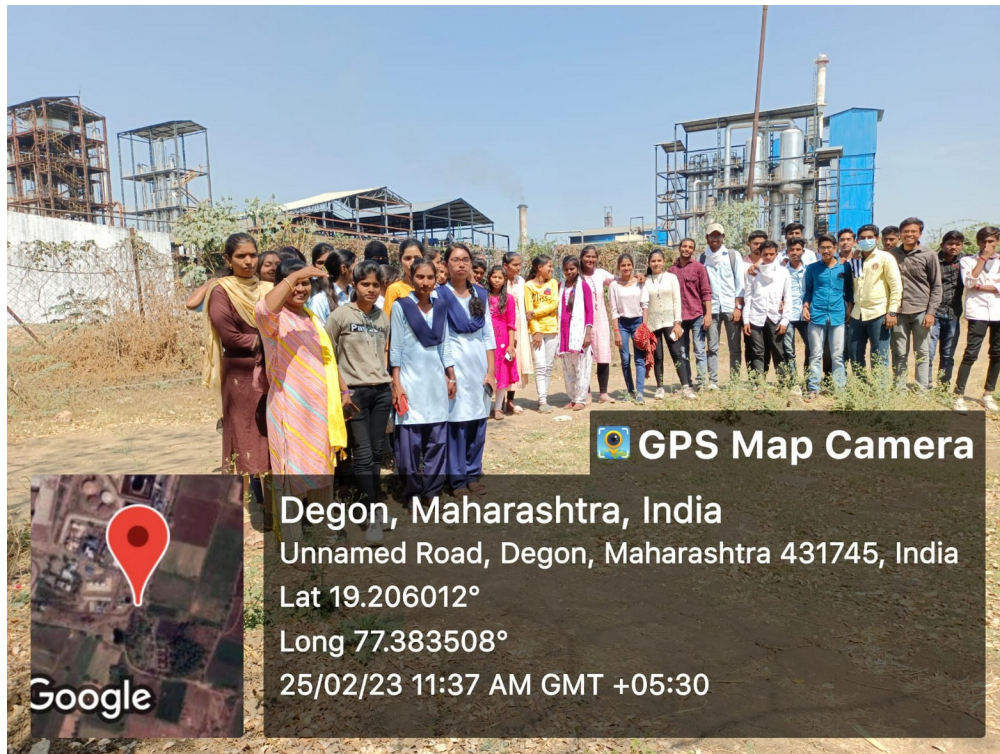 GPS Map Camera
Degon, Maharashtra, India
Unnamed Road, Degon, Maharashtra 431745, India
Lat 19.206012°
Long 77.383508°
25/02/23 11:37 AM GMT +05:30
Google